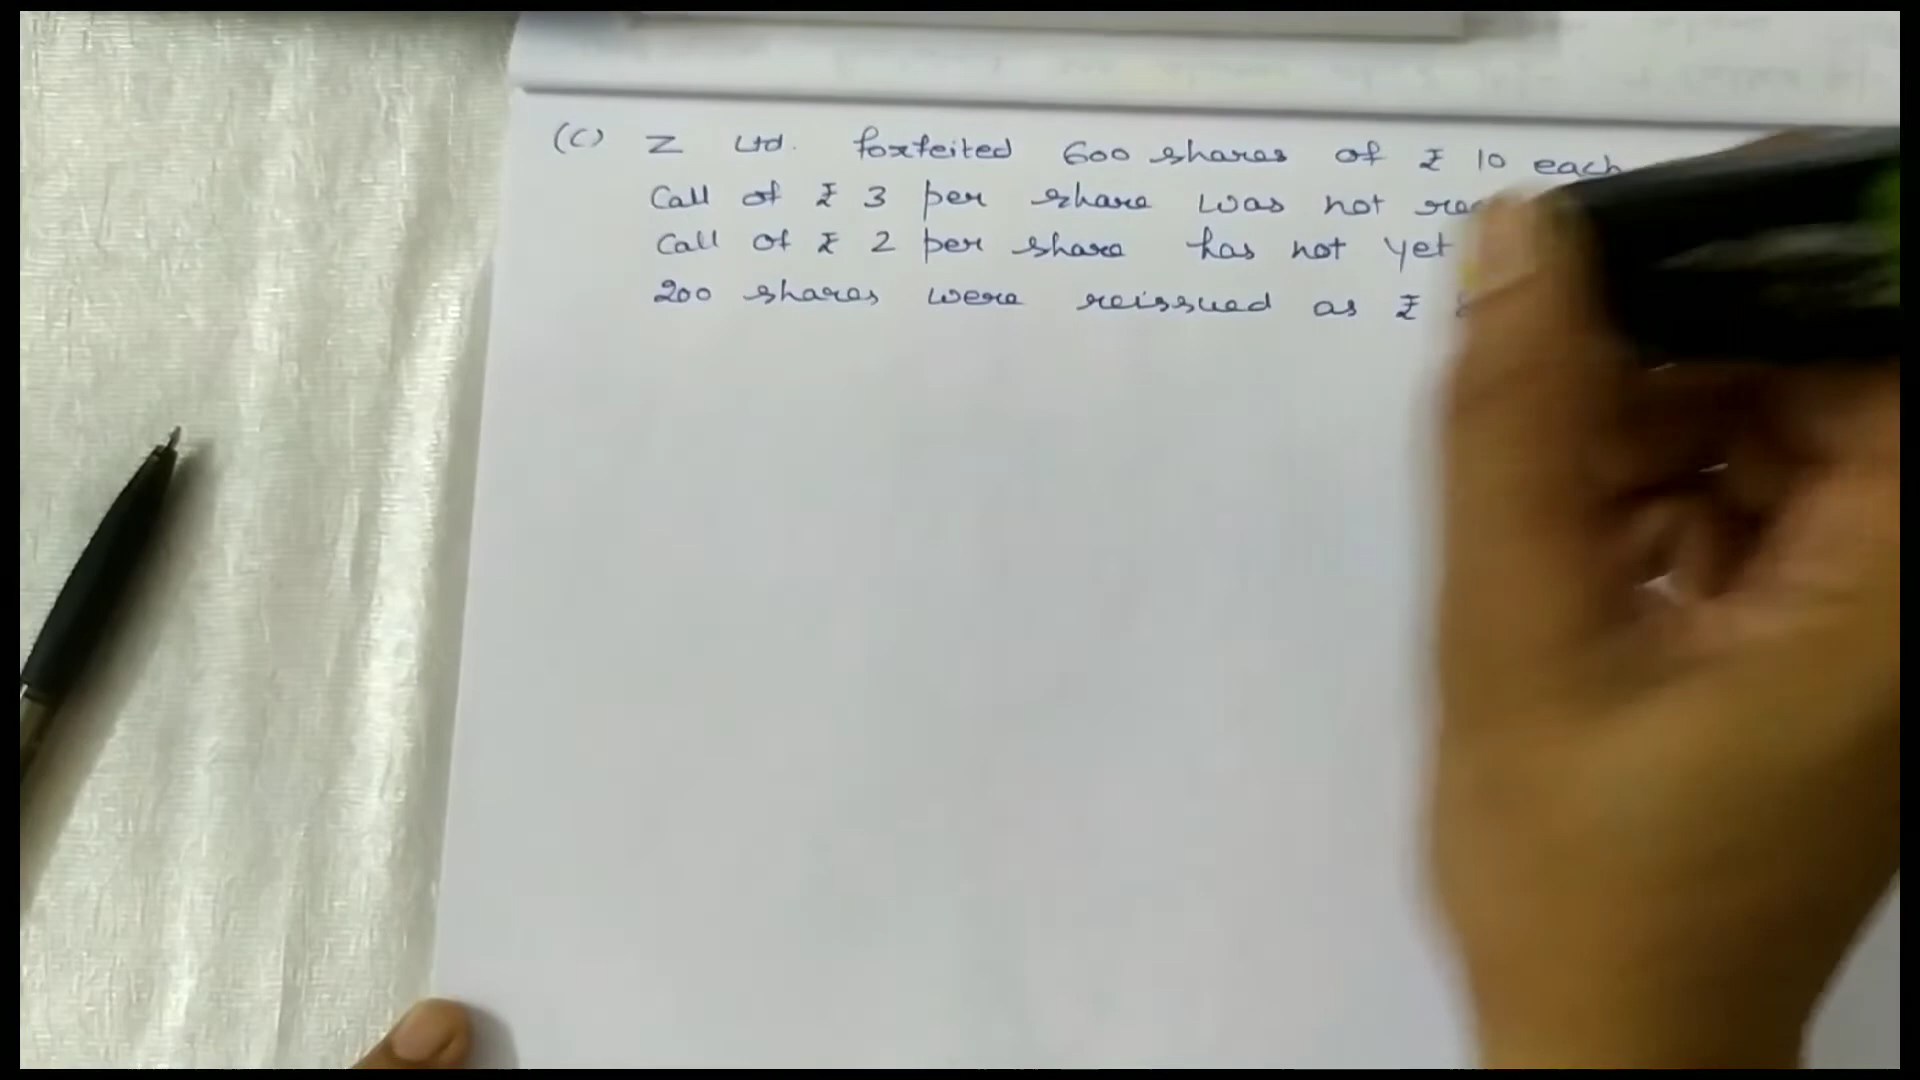 (C) Z Ltd. forfeited 600 shares of ₹ 10 each
Call of ₹ 3 per share was not
Call of ₹ 2 per share has not yet
200 shares were reissued as ₹